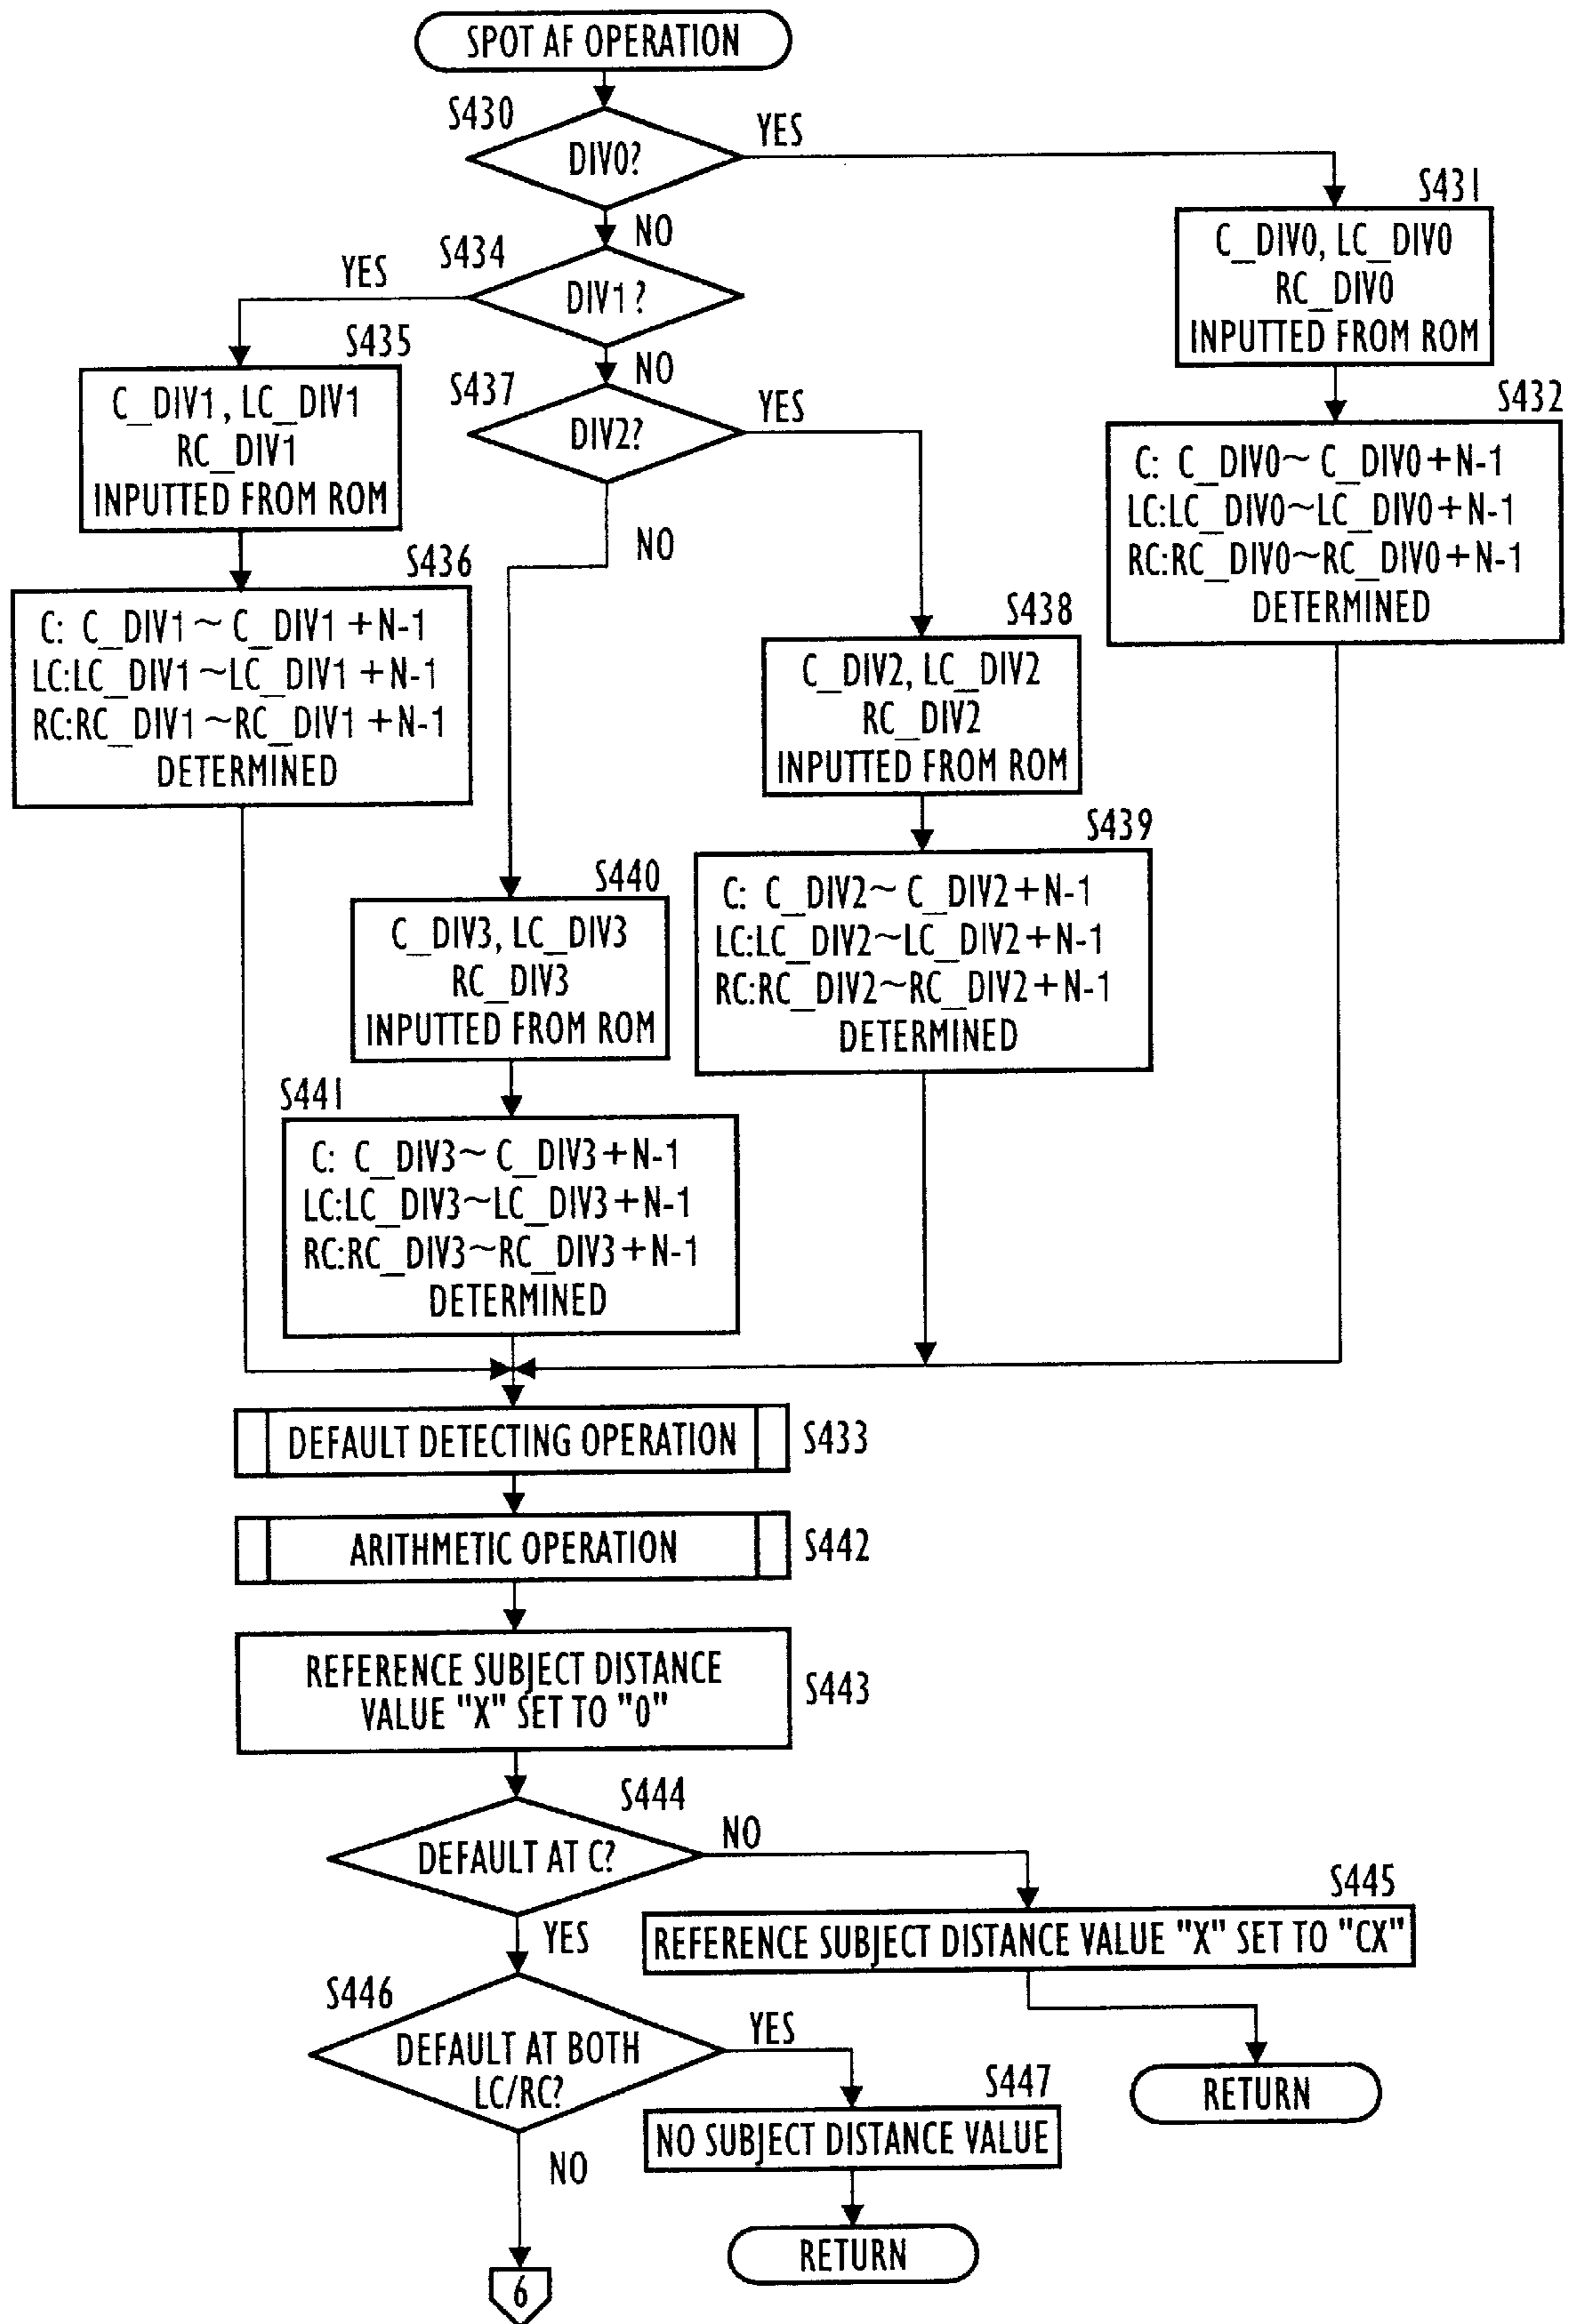 SPOT AF OPERATION
S430
DIV0?
YES
NO
S431
C_DIV0, LC_DIV0
RC_DIV0
INPUTTED FROM ROM
S432
C: C_DIV0~ C_DIV0+N-1
LC:LC_DIV0~LC_DIV0+N-1
RC:RC_DIV0~RC_DIV0+N-1
DETERMINED
S434
DIV1?
YES
NO
S435
C_DIV1, LC_DIV1
RC_DIV1
INPUTTED FROM ROM
S436
C: C_DIV1~ C_DIV1+N-1
LC:LC_DIV1~LC_DIV1+N-1
RC:RC_DIV1~RC_DIV1+N-1
DETERMINED
S437
DIV2?
YES
NO
S438
C_DIV2, LC_DIV2
RC_DIV2
INPUTTED FROM ROM
S439
C: C_DIV2~ C_DIV2+N-1
LC:LC_DIV2~LC_DIV2+N-1
RC:RC_DIV2~RC_DIV2+N-1
DETERMINED
S440
C_DIV3, LC_DIV3
RC_DIV3
INPUTTED FROM ROM
S441
C: C_DIV3~ C_DIV3+N-1
LC:LC_DIV3~LC_DIV3+N-1
RC:RC_DIV3~RC_DIV3+N-1
DETERMINED
DEFAULT DETECTING OPERATION
S433
ARITHMETIC OPERATION
S442
REFERENCE SUBJECT DISTANCE
VALUE "X" SET TO "0"
S443
S444
DEFAULT AT C?
NO
YES
S445
REFERENCE SUBJECT DISTANCE VALUE "X" SET TO "CX"
RETURN
S446
DEFAULT AT BOTH
LC/RC?
YES
NO
S447
NO SUBJECT DISTANCE VALUE
RETURN
6